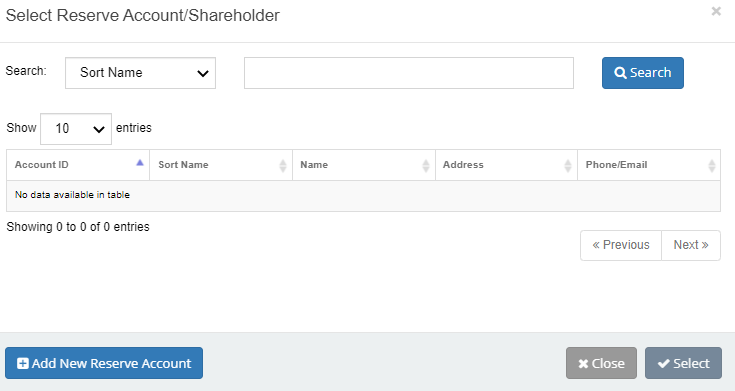 Select Reserve Account/Shareholder
×
Search: Sort Name Search
Show 10 entries
Account ID Sort Name Name Address Phone/Email
No data available in table
Showing 0 to 0 of 0 entries
« Previous Next »
Add New Reserve Account Close Select